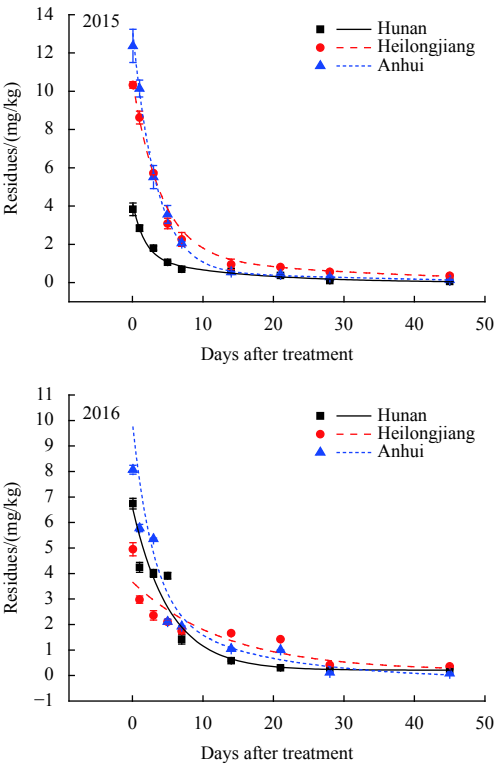 14
2015
Hunan
Heilongjiang
Anhui
12
10
8
6
4
2
0
Residues/(mg/kg)
0 10 20 30 40 50
Days after treatment
11
2016
Hunan
Heilongjiang
Anhui
10
9
8
7
6
5
4
3
2
1
0
−1
Residues/(mg/kg)
0 10 20 30 40 50
Days after treatment